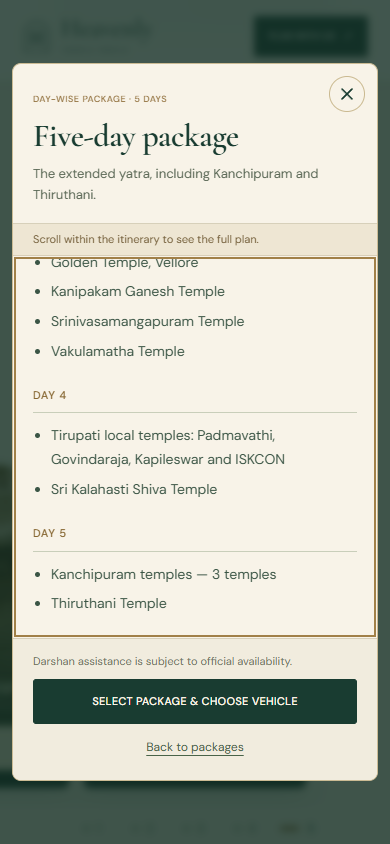 DAY-WISE PACKAGE · 5 DAYS
Five-day package
The extended yatra, including Kanchipuram and
Thiruthani.
Scroll within the itinerary to see the full plan.
Golden Temple, Vellore
Kanipakam Ganesh Temple
Srinivasamangapuram Temple
Vakulamatha Temple
DAY 4
Tirupati local temples: Padmavathi,
Govindaraja, Kapileswar and ISKCON
Sri Kalahasti Shiva Temple
DAY 5
Kanchipuram temples — 3 temples
Thiruthani Temple
Darshan assistance is subject to official availability.
SELECT PACKAGE & CHOOSE VEHICLE
Back to packages